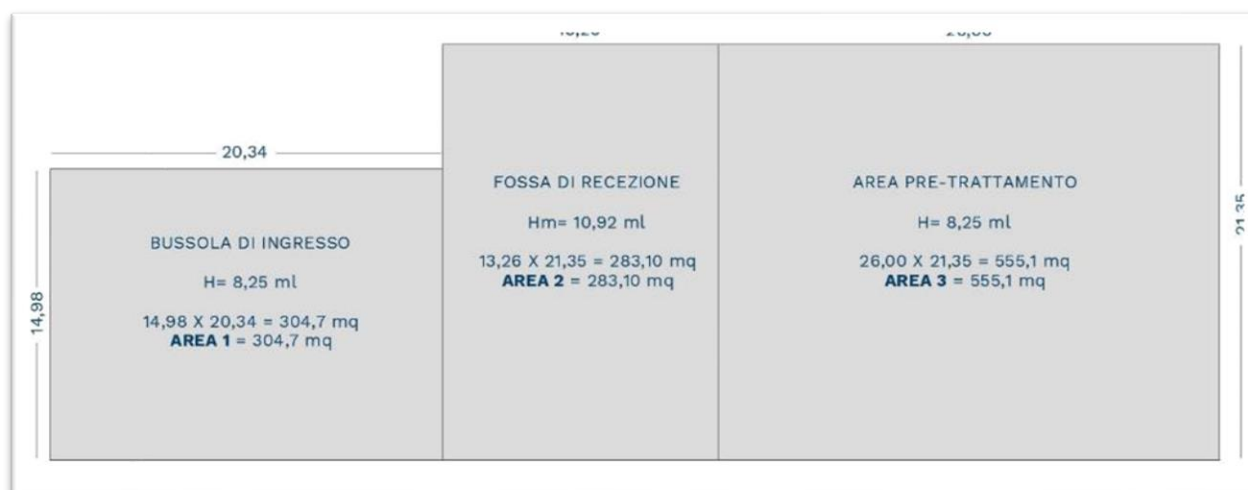 20,34
14,98
BUSSOLA DI INGRESSO
H= 8,25 ml
14,98 X 20,34 = 304,7 mq
AREA 1 = 304,7 mq
FOSSA DI RECEZIONE
Hm= 10,92 ml
13,26 X 21,35 = 283,10 mq
AREA 2 = 283,10 mq
AREA PRE-TRATTAMENTO
H= 8,25 ml
26,00 X 21,35 = 555,1 mq
AREA 3 = 555,1 mq
21,35